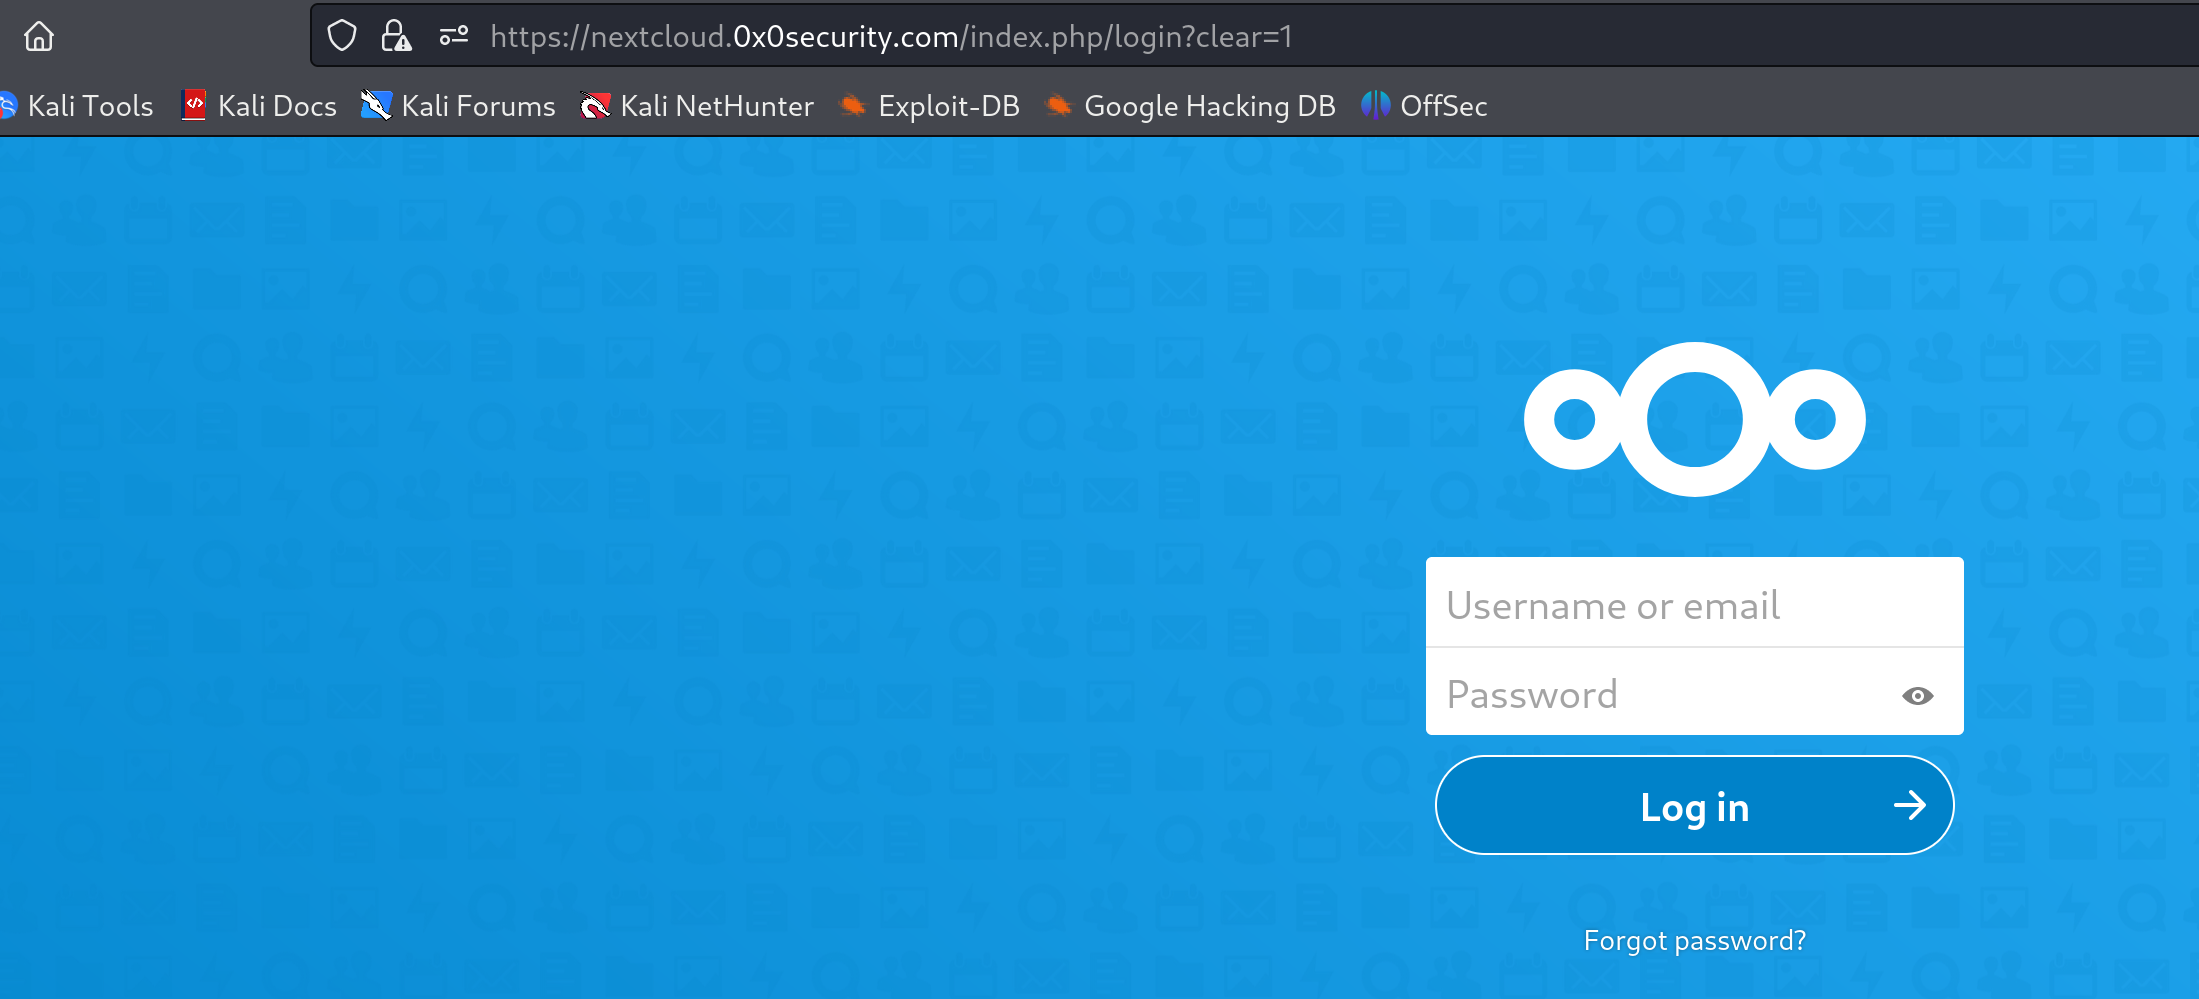 https://nextcloud.0x0security.com/index.php/login?clear=1
Kali Tools Kali Docs Kali Forums Kali NetHunter Exploit-DB Google Hacking DB OffSec
Username or email
Password
Log in
Forgot password?